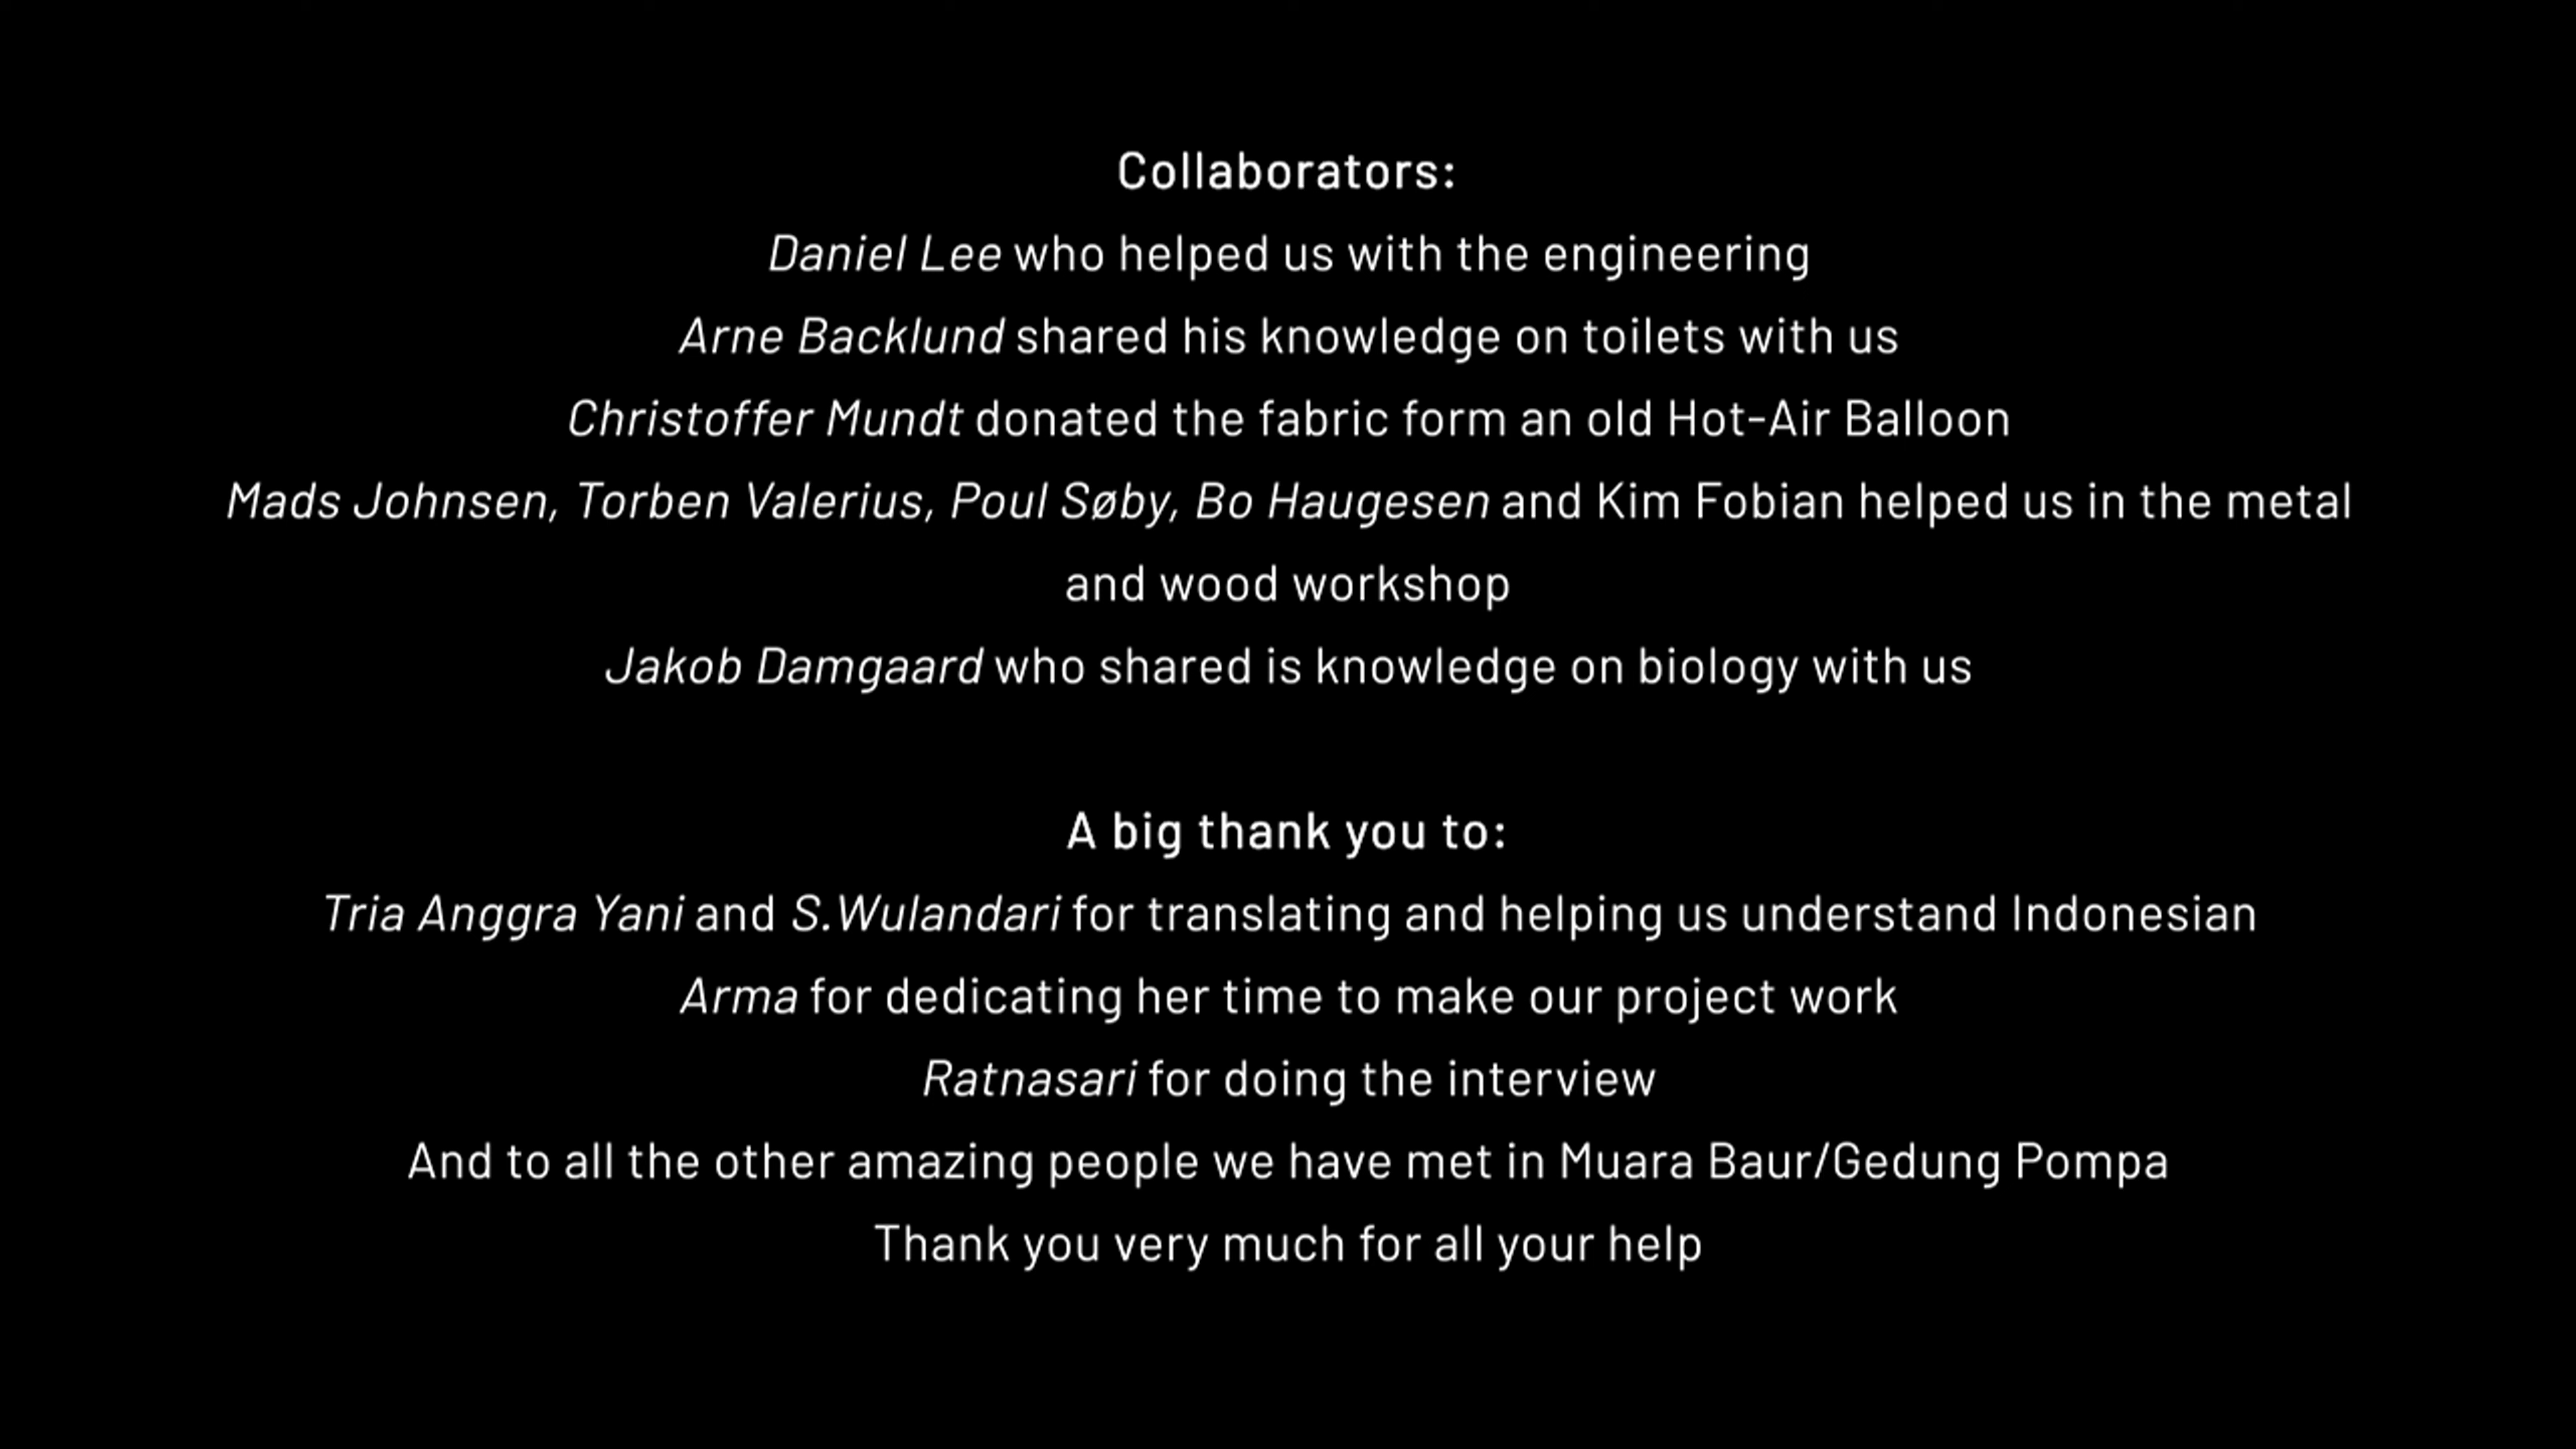 Collaborators:
Daniel Lee who helped us with the engineering
Arne Backlund shared his knowledge on toilets with us
Christoffer Mundt donated the fabric form an old Hot-Air Balloon
Mads Johnsen, Torben Valerius, Poul Søby, Bo Haugesen and Kim Fobian helped us in the metal
and wood workshop
Jakob Damgaard who shared is knowledge on biology with us
A big thank you to:
Tria Anggra Yani and S.Wulandari for translating and helping us understand Indonesian
Arma for dedicating her time to make our project work
Ratnasari for doing the interview
And to all the other amazing people we have met in Muara Baur/Gedung Pompa
Thank you very much for all your help